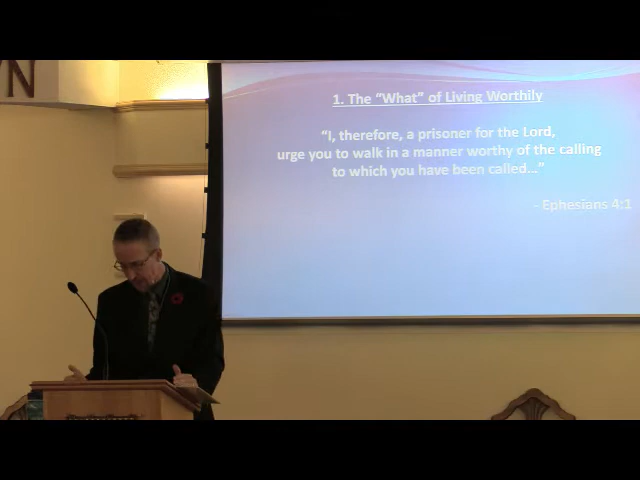 WN
1. The “What” of Living Worthily
“I, therefore, a prisoner for the Lord,
urge you to walk in a manner worthy of the calling
to which you have been called...”
- Ephesians 4:1